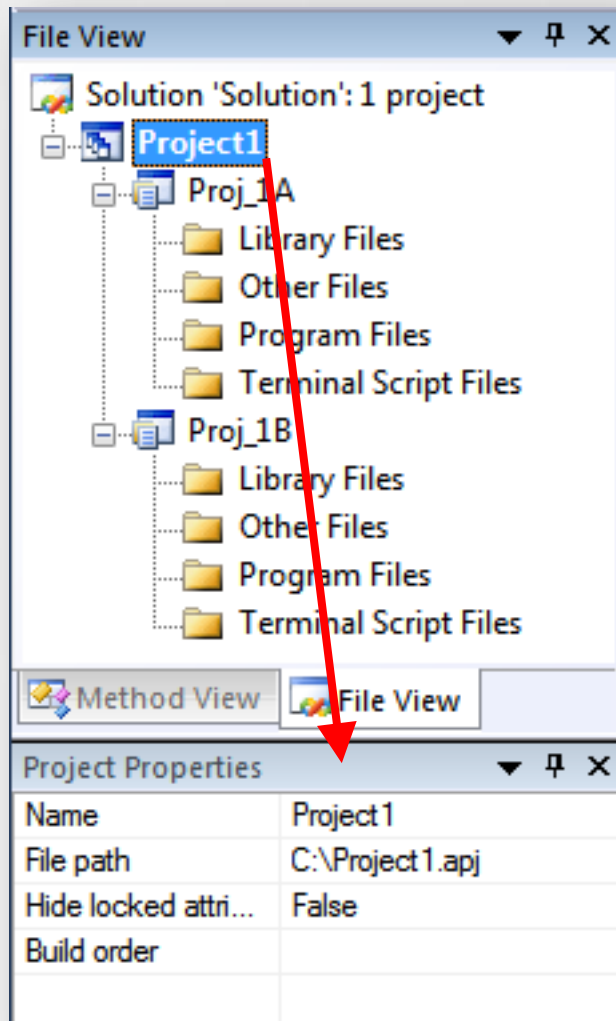 File View
Solution 'Solution': 1 project
Project1
Proj_1A
Library Files
Other Files
Program Files
Terminal Script Files
Proj_1B
Library Files
Other Files
Program Files
Terminal Script Files
Method View File View
Project Properties
Name Project1
File path C:\Project1.apj
Hide locked attri... False
Build order